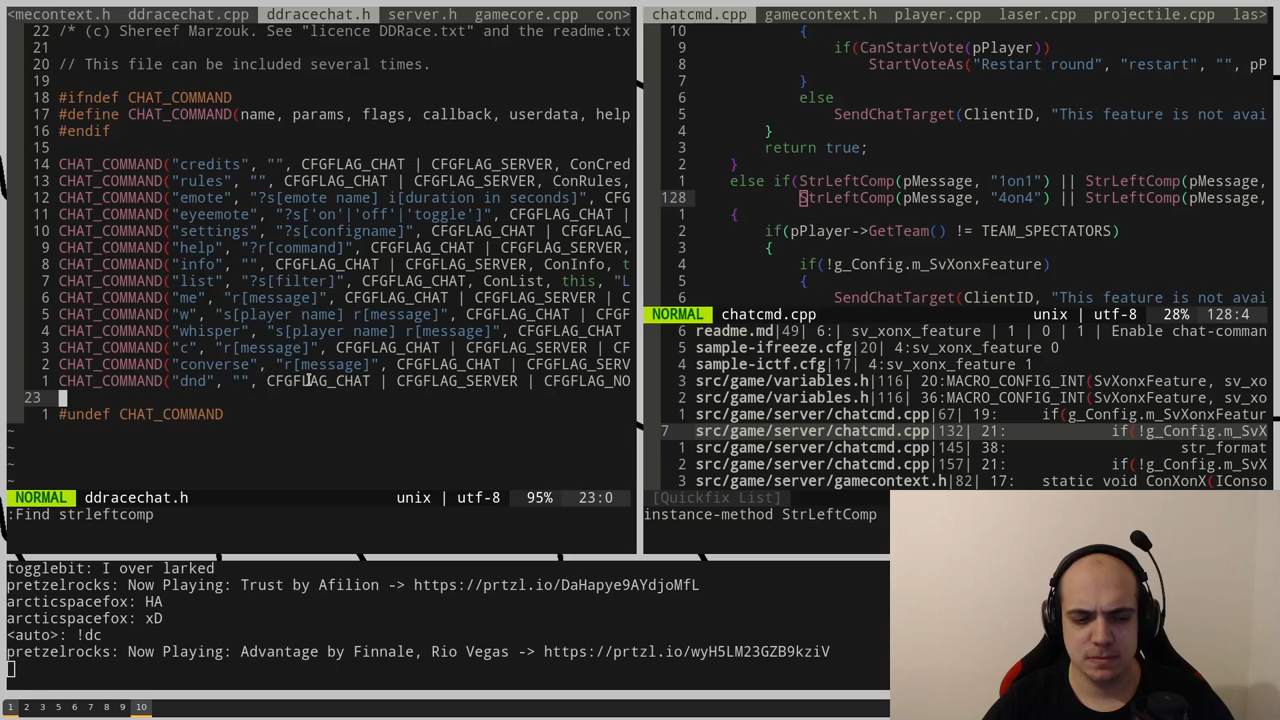 <mecontext.h ddracechat.cpp ddracechat.h server.h gamecore.cpp con>
22 /* (c) Shereef Marzouk. See "licence DDRace.txt" and the readme.tx
21
20 // This file can be included several times.
19
18 #ifndef CHAT_COMMAND
17 #define CHAT_COMMAND(name, params, flags, callback, userdata, help
16 #endif
15
14 CHAT_COMMAND("credits", "", CFGFLAG_CHAT | CFGFLAG_SERVER, ConCred
13 CHAT_COMMAND("rules", "", CFGFLAG_CHAT | CFGFLAG_SERVER, ConRules,
12 CHAT_COMMAND("emote", "?s[emote name] i[duration in seconds]", CFG
11 CHAT_COMMAND("eyeemote", "?s['on'|'off'|'toggle']", CFGFLAG_CHAT |
10 CHAT_COMMAND("settings", "?s[configname]", CFGFLAG_CHAT | CFGFLAG_
9 CHAT_COMMAND("help", "?r[command]", CFGFLAG_CHAT | CFGFLAG_SERVER,
8 CHAT_COMMAND("info", "", CFGFLAG_CHAT | CFGFLAG_SERVER, ConInfo, t
7 CHAT_COMMAND("list", "?s[filter]", CFGFLAG_CHAT, ConList, this, "L
6 CHAT_COMMAND("me", "r[message]", CFGFLAG_CHAT | CFGFLAG_SERVER | C
5 CHAT_COMMAND("w", "s[player name] r[message]", CFGFLAG_CHAT | CFGF
4 CHAT_COMMAND("whisper", "s[player name] r[message]", CFGFLAG_CHAT
3 CHAT_COMMAND("c", "r[message]", CFGFLAG_CHAT | CFGFLAG_SERVER | CF
2 CHAT_COMMAND("converse", "r[message]", CFGFLAG_CHAT | CFGFLAG_SERV
1 CHAT_COMMAND("dnd", "", CFGFLAG_CHAT | CFGFLAG_SERVER | CFGFLAG_NO
23
1 #undef CHAT_COMMAND
~
~
~
~
NORMAL ddracechat.h unix | utf-8 95% 23:0
:Find strleftcomp
chatcmd.cpp gamecontext.h player.cpp laser.cpp projectile.cpp las>
10 {
9 if(CanStartVote(pPlayer))
8 StartVoteAs("Restart round", "restart", "", pP
7 }
6 else
5 SendChatTarget(ClientID, "This feature is not avai
4 }
3 return true;
2 }
1 else if(StrLeftComp(pMessage, "1on1") || StrLeftComp(pMessage,
128 StrLeftComp(pMessage, "4on4") || StrLeftComp(pMessage,
1 {
2 if(pPlayer->GetTeam() != TEAM_SPECTATORS)
3 {
4 if(!g_Config.m_SvXonxFeature)
5 {
6 SendChatTarget(ClientID, "This feature is not avai
NORMAL chatcmd.cpp unix | utf-8 28% 128:4
6 readme.md|49| 6:| sv_xonx_feature | 1 | 0 | 1 | Enable chat-comman
5 sample-ifreeze.cfg|20| 4:sv_xonx_feature 0
4 sample-ictf.cfg|21| 4:sv_xonx_feature 1
3 src/game/variables.h|116| 20:MACRO_CONFIG_INT(SvXonxFeature, sv_xo
2 src/game/variables.h|116| 36:MACRO_CONFIG_INT(SvXonxFeature, sv_xo
1 src/game/server/chatcmd.cpp|67| 19: if(g_Config.m_SvXonxFeatur
7 src/game/server/chatcmd.cpp|132| 21: if(!g_Config.m_SvX
1 src/game/server/chatcmd.cpp|145| 38: str_format
2 src/game/server/chatcmd.cpp|157| 21: if(!g_Config.m_SvX
3 src/game/server/gamecontext.h|82| 17: static void ConXonX(IConso
[Quickfix List]
instance-method StrLeftComp
togglebit: I over larked
pretzelrocks: Now Playing: Trust by Afilion -> https://prtzl.io/DaHapye9AYdjoMfL
arcticspacefox: HA
arcticspacefox: xD
<auto>: !dc
pretzelrocks: Now Playing: Advantage by Finnale, Rio Vegas -> https://prtzl.io/wyH5LM23GZB9kziV
1 2 3 4 5 6 7 8 9 10